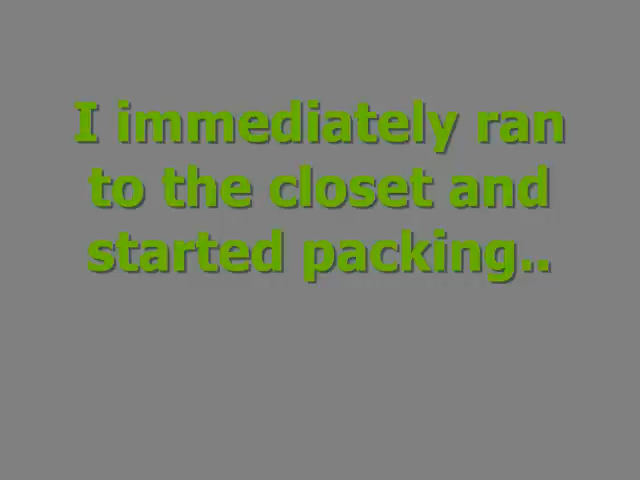 I immediately ran
to the closet and
started packing..